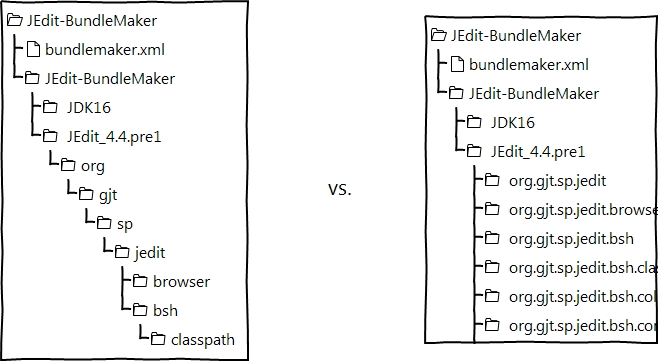 JEdit-BundleMaker
bundlemaker.xml
JEdit-BundleMaker
JDK16
JEdit_4.4.pre1
org
gjt
sp
jedit
browser
bsh
classpath
vs.
JEdit-BundleMaker
bundlemaker.xml
JEdit-BundleMaker
JDK16
JEdit_4.4.pre1
org.gjt.sp.jedit
org.gjt.sp.jedit.browse
org.gjt.sp.jedit.bsh
org.gjt.sp.jedit.bsh.clas
org.gjt.sp.jedit.bsh.col
org.gjt.sp.jedit.bsh.con